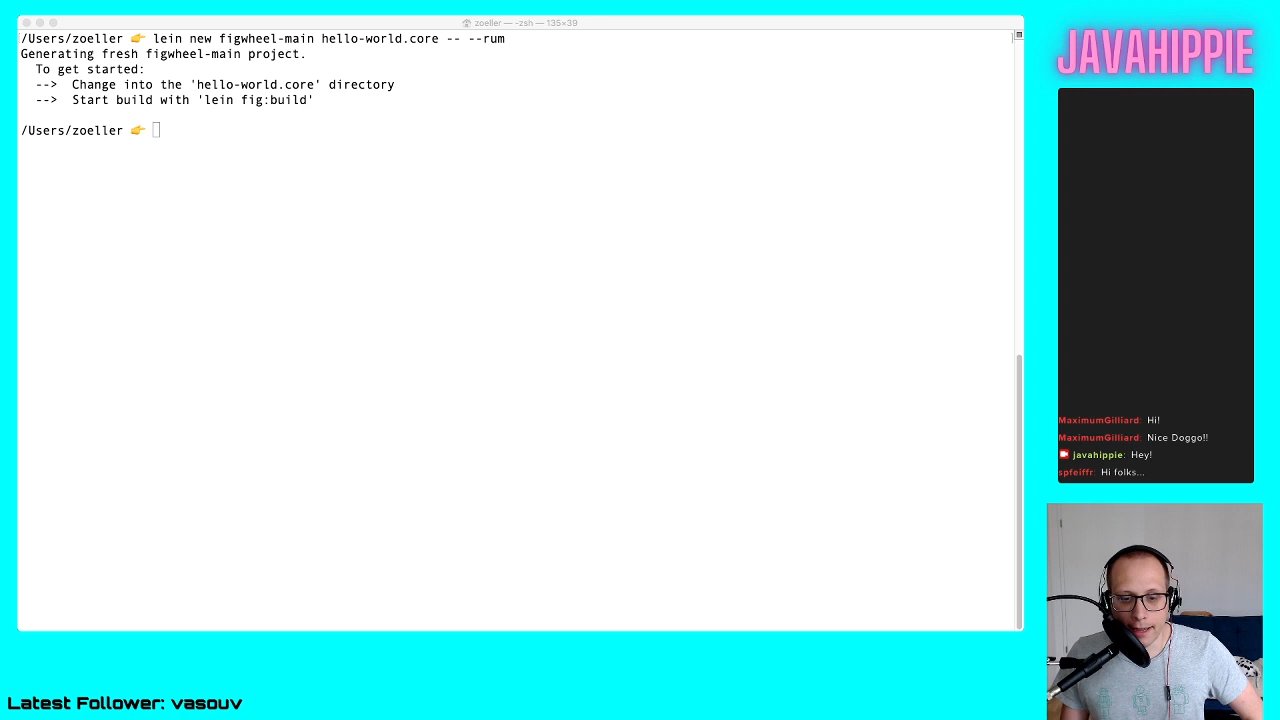 zoeller — -zsh — 135×39
/Users/zoeller 👉 lein new figwheel-main hello-world.core -- --rum
Generating fresh figwheel-main project.
To get started:
--> Change into the 'hello-world.core' directory
--> Start build with 'lein fig:build'
/Users/zoeller 👉
JAVAHIPPIE
MaximumGilliard: Hi!
MaximumGilliard: Nice Doggo!!
javahippie: Hey!
spfeiffr: Hi folks...
Latest Follower: vasouv